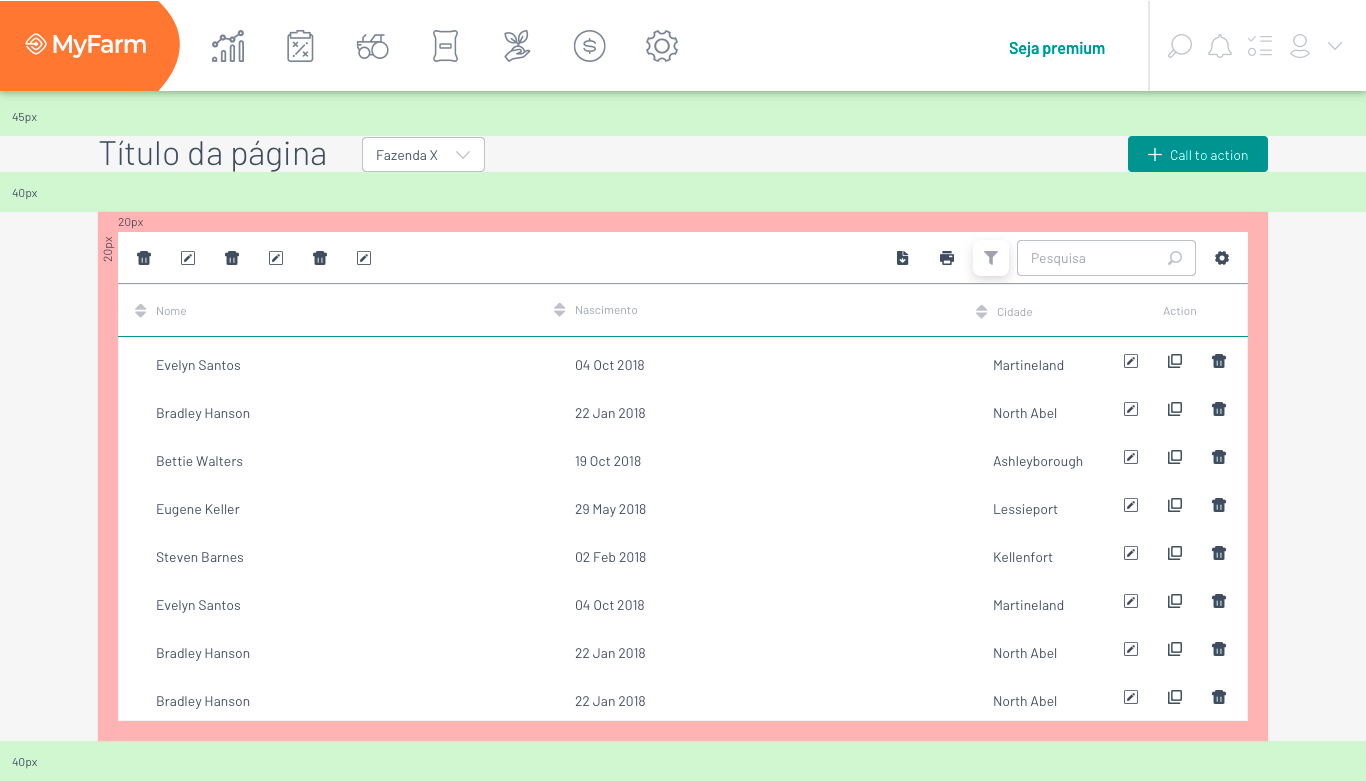 MyFarm
Seja premium
45px
Título da página
Fazenda X
Call to action
40px
20px
20px
Pesquisa
Nome Nascimento Cidade Action
Evelyn Santos 04 Oct 2018 Martineland
Bradley Hanson 22 Jan 2018 North Abel
Bettie Walters 19 Oct 2018 Ashleyborough
Eugene Keller 29 May 2018 Lessieport
Steven Barnes 02 Feb 2018 Kellenfort
Evelyn Santos 04 Oct 2018 Martineland
Bradley Hanson 22 Jan 2018 North Abel
Bradley Hanson 22 Jan 2018 North Abel
40px